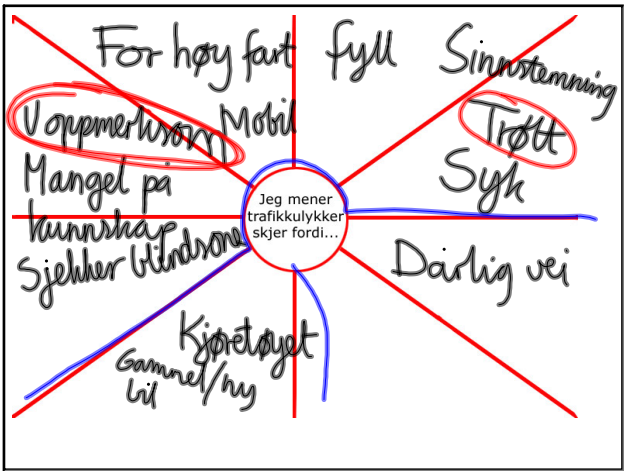 For høy fart
fyll
Sinnstemning
Uoppmerksom
Mobil
Trøtt
Mangel på
kunnskap
Syk
Jeg mener
trafikkulykker
skjer fordi...
Sjekker blindsone
Dårlig vei
Kjøretøyet
Gammel/ny
bil